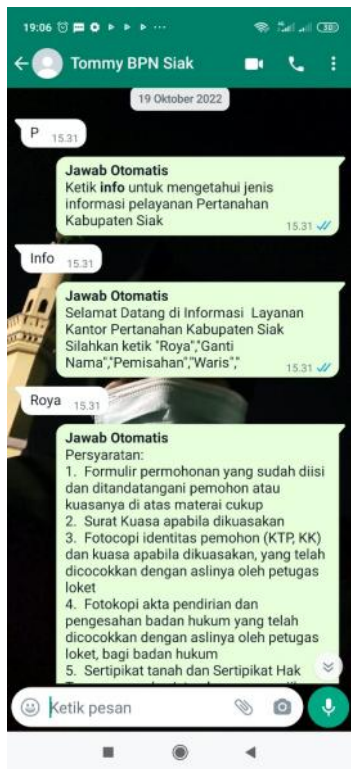 19:06
30
Tommy BPN Siak
19 Oktober 2022
P 15.31
Jawab Otomatis
Ketik info untuk mengetahui jenis
informasi pelayanan Pertanahan
Kabupaten Siak
15.31
Info 15.31
Jawab Otomatis
Selamat Datang di Informasi Layanan
Kantor Pertanahan Kabupaten Siak
Silahkan ketik "Roya","Ganti
Nama","Pemisahan","Waris","
15.31
Roya 15.31
Jawab Otomatis
Persyaratan:
1. Formulir permohonan yang sudah diisi
dan ditandatangani pemohon atau
kuasanya di atas materai cukup
2. Surat Kuasa apabila dikuasakan
3. Fotocopi identitas pemohon (KTP, KK)
dan kuasa apabila dikuasakan, yang telah
dicocokkan dengan aslinya oleh petugas
loket
4. Fotokopi akta pendirian dan
pengesahan badan hukum yang telah
dicocokkan dengan aslinya oleh petugas
loket, bagi badan hukum
5. Sertipikat tanah dan Sertipikat Hak
Ketik pesan